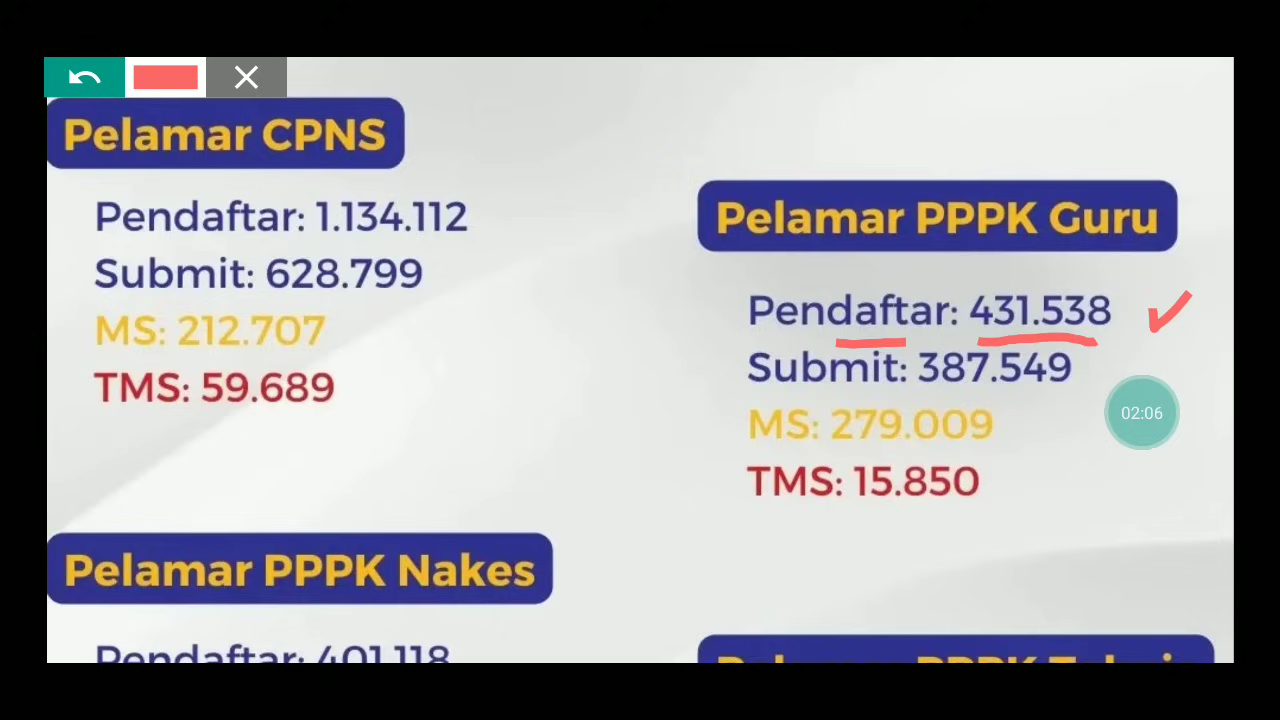 Pelamar CPNS
Pendaftar: 1.134.112
Submit: 628.799
MS: 212.707
TMS: 59.689
Pelamar PPPK Guru
Pendaftar: 431.538
Submit: 387.549
MS: 279.009
TMS: 15.850
02:06
Pelamar PPPK Nakes
Pendaftar: 401.118